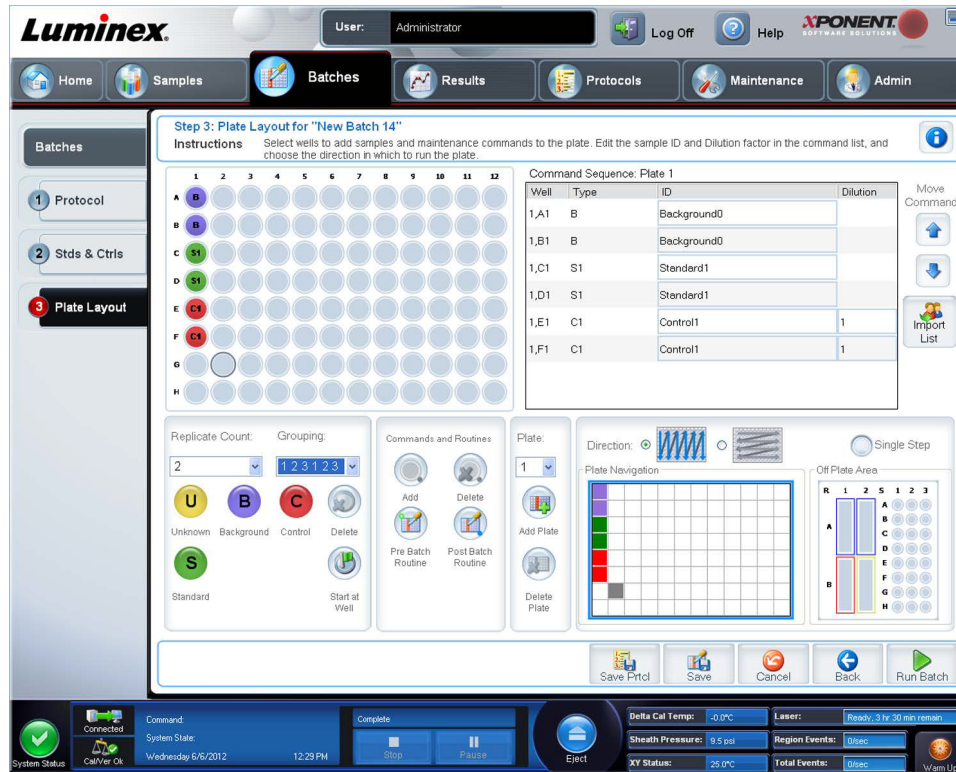 Luminex.
User: Administrator
Log Off
Help
XPONENT.
SOFTWARE SOLUTIONS
Home
Samples
Batches
Results
Protocols
Maintenance
Admin
Batches
1 Protocol
2 Stds & Ctrls
3 Plate Layout
Step 3: Plate Layout for "New Batch 14"
Instructions Select wells to add samples and maintenance commands to the plate. Edit the sample ID and Dilution factor in the command list, and
choose the direction in which to run the plate.
1 2 3 4 5 6 7 8 9 10 11 12
A B
B B
C S1
D S1
E C1
F C1
G
H
Command Sequence: Plate 1
Well Type ID Dilution
1,A1 B Background0
1,B1 B Background0
1,C1 S1 Standard1
1,D1 S1 Standard1
1,E1 C1 Control1 1
1,F1 C1 Control1 1
Move
Command
Import
List
Replicate Count: Grouping:
2 1 2 3 1 2 3
U B C
Unknown Background Control Delete
S
Standard Start at
Well
Commands and Routines
Add Delete
Pre Batch
Routine
Post Batch
Routine
Plate:
1
Add Plate
Delete
Plate
Direction:
Single Step
Plate Navigation
Off Plate Area
R 1 2 S 1 2 3
A
B
A
B
C
D
E
F
G
H
Save Prtcl
Save
Cancel
Back
Run Batch
System Status
Connected
Cal/Ver Ok
Command:
System State:
Wednesday 6/6/2012 12:29 PM
Complete
Stop
Pause
Eject
Delta Cal Temp: -0.0°C
Sheath Pressure: 9.5 psi
XY Status: 25.0°C
Laser: Ready, 3 hr 30 min remain
Region Events: 0/sec
Total Events: 0/sec
Warm Up